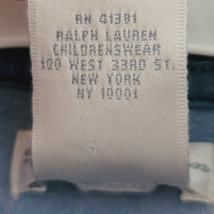 RN 41381
RALPH LAUREN
CHILDRENSWEAR
100 WEST 33RD ST.
NEW YORK
NY 10001